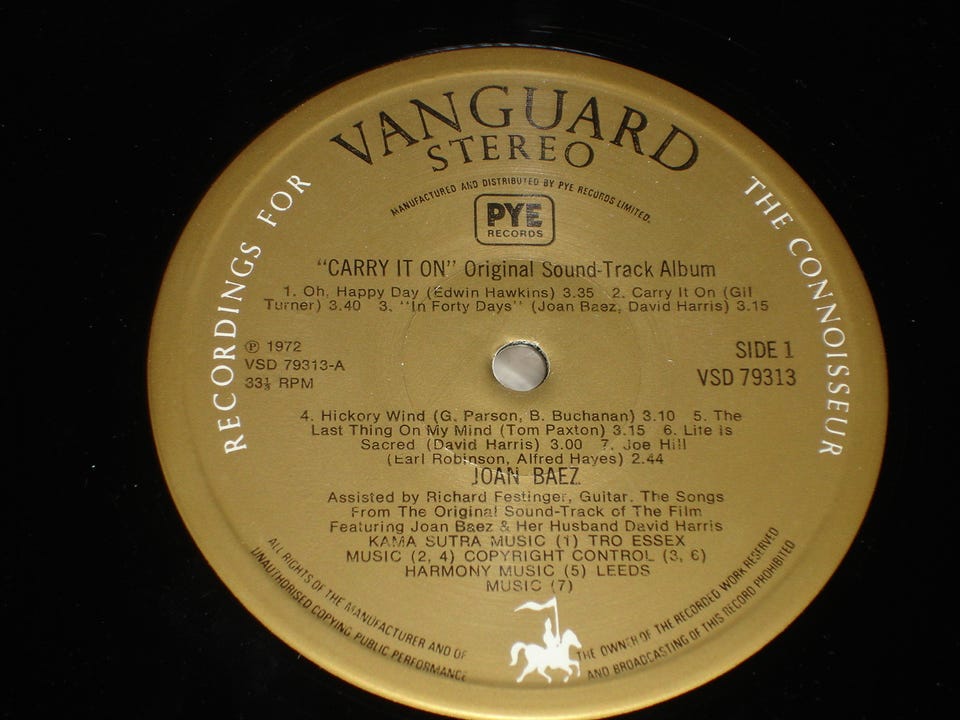 VANGUARD
STEREO
MANUFACTURED AND DISTRIBUTED BY PYE RECORDS LIMITED.
PYE
RECORDS
RECORDINGS FOR
THE CONNOISSEUR
"CARRY IT ON" Original Sound-Track Album
1. Oh, Happy Day (Edwin Hawkins) 3.35 2. Carry It On (Gil
Turner) 3.40 3. "In Forty Days" (Joan Baez, David Harris) 3.15
℗ 1972
VSD 79313-A
33⅓ RPM
SIDE 1
VSD 79313
4. Hickory Wind (G. Parson, B. Buchanan) 3.10 5. The
Last Thing On My Mind (Tom Paxton) 3.15 6. Life Is
Sacred (David Harris) 3.00 7. Joe Hill
(Earl Robinson, Alfred Hayes) 2.44
JOAN BAEZ
Assisted by Richard Festinger, Guitar. The Songs
From The Original Sound-Track of The Film
Featuring Joan Baez & Her Husband David Harris
KAMA SUTRA MUSIC (1) TRO ESSEX
MUSIC (2, 4) COPYRIGHT CONTROL (3, 6)
HARMONY MUSIC (5) LEEDS
MUSIC (7)
ALL RIGHTS OF THE MANUFACTURER AND OF THE OWNER OF THE RECORDED WORK RESERVED
UNAUTHORISED COPYING PUBLIC PERFORMANCE AND BROADCASTING OF THIS RECORD PROHIBITED